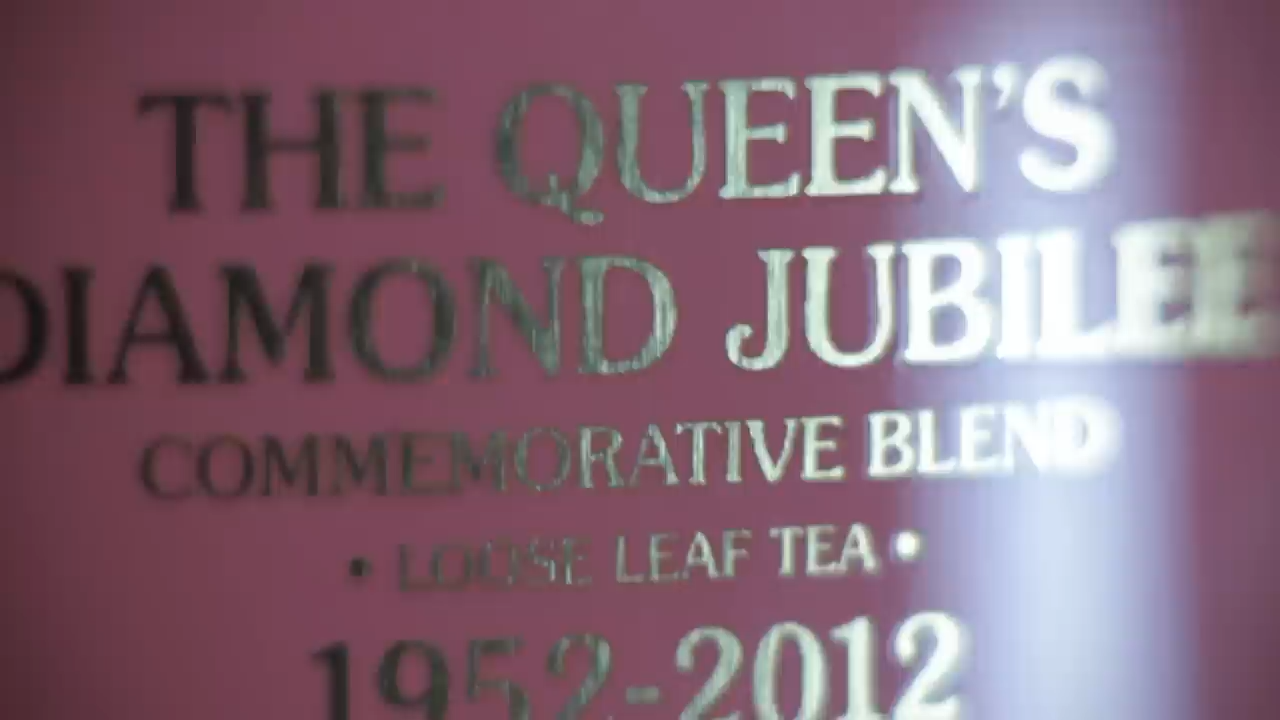 THE QUEEN'S
DIAMOND JUBILEE
COMMEMORATIVE BLEND
• LOOSE LEAF TEA •
1952-2012